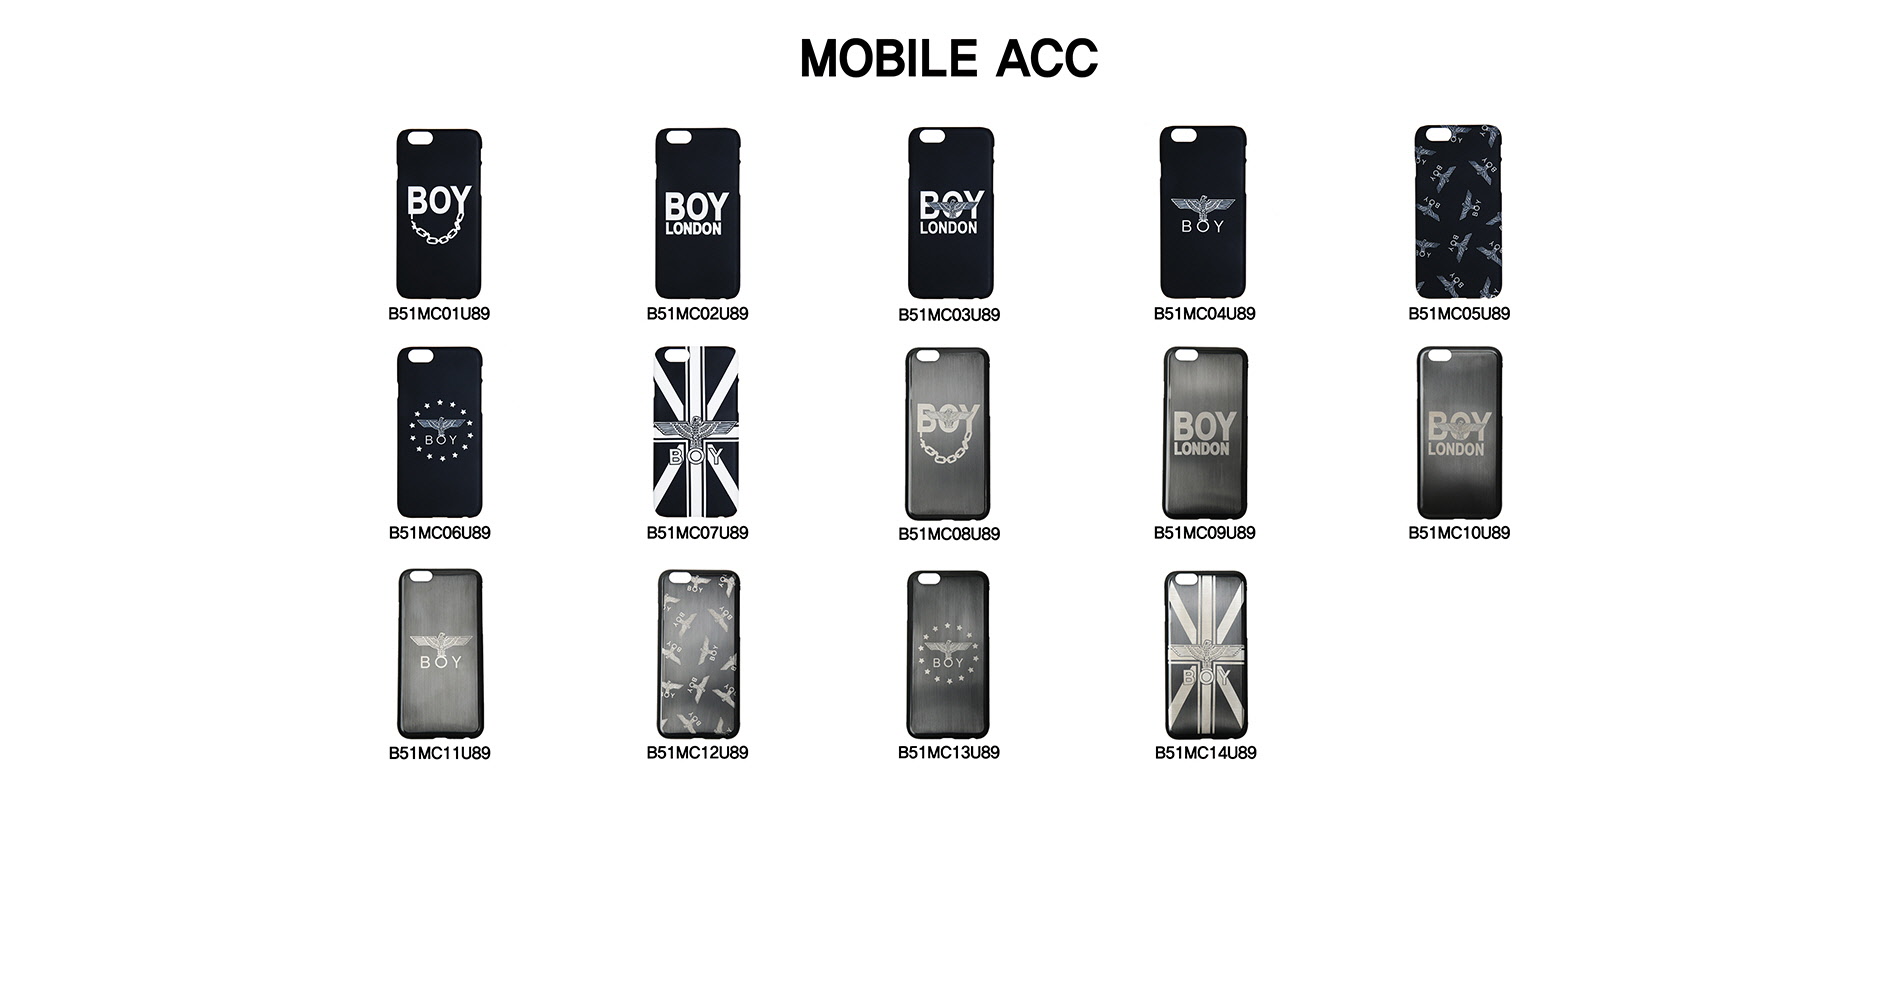 MOBILE ACC
BOY
BOY
LONDON
BOY
LONDON
BOY
BOY
BOY
BOY
BOY
BOY
B51MC01U89
B51MC02U89
B51MC03U89
B51MC04U89
B51MC05U89
BOY
BOY
BOY
BOY
LONDON
BOY
LONDON
B51MC06U89
B51MC07U89
B51MC08U89
B51MC09U89
B51MC10U89
BOY
BOY
BOY
BOY
BOY
BOY
BOY
B51MC11U89
B51MC12U89
B51MC13U89
B51MC14U89